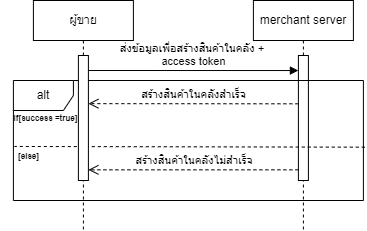 ผู้ขาย
merchant server
ส่งข้อมูลเพื่อสร้างสินค้าในคลัง +
access token
alt
สร้างสินค้าในคลังสำเร็จ
if[success =true]
[else]
สร้างสินค้าในคลังไม่สำเร็จ